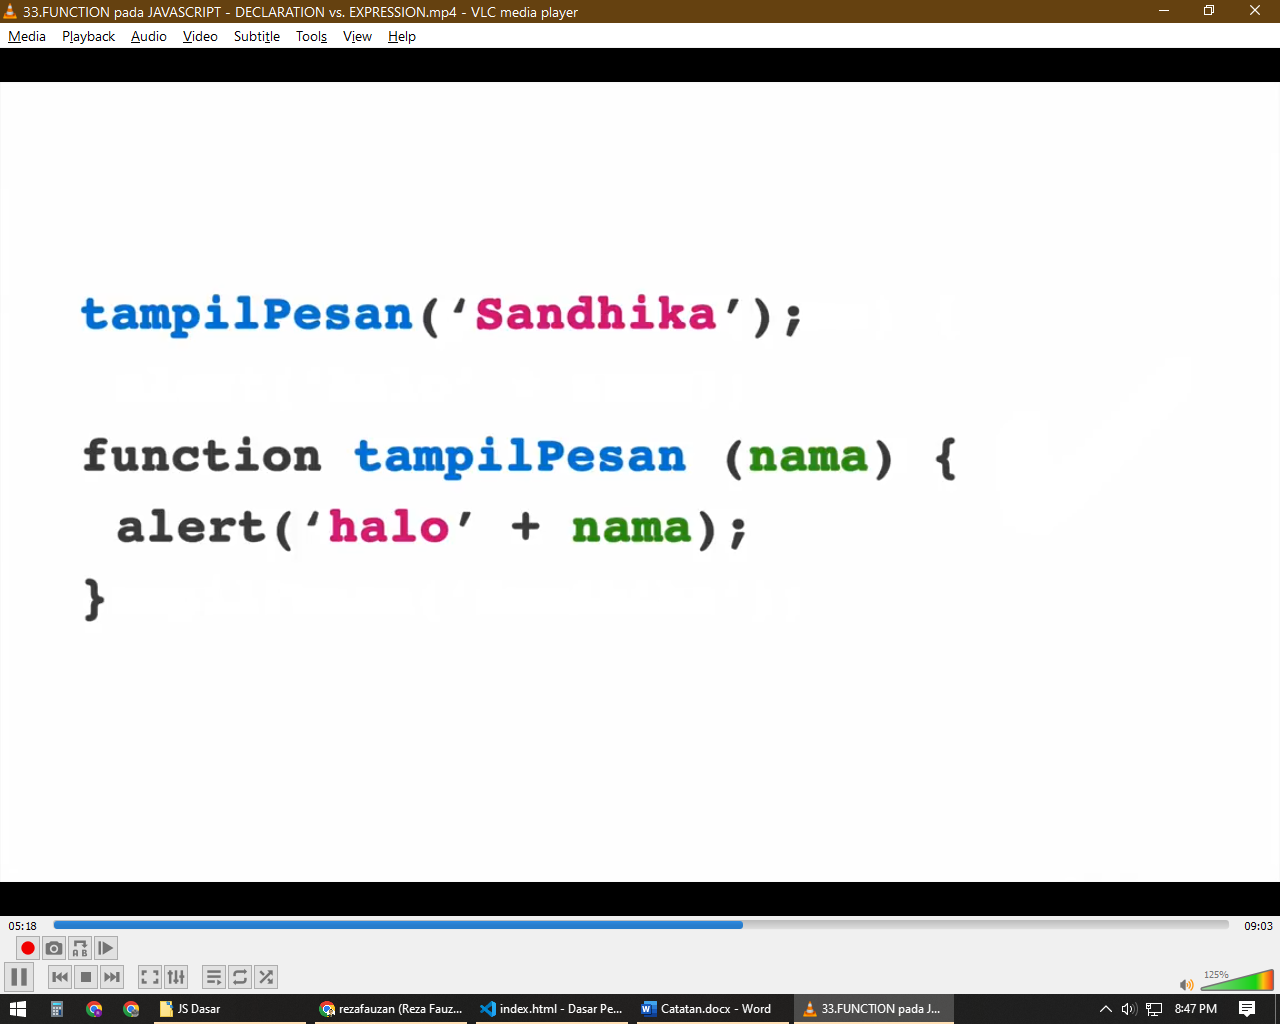 33.FUNCTION pada JAVASCRIPT - DECLARATION vs. EXPRESSION.mp4 - VLC media player
Media Playback Audio Video Subtitle Tools View Help
tampilPesan(‘Sandhika’);
function tampilPesan (nama) {
alert(‘halo’ + nama);
}
05:18 09:03
A B
125%
JS Dasar rezafauzan (Reza Fauz... index.html - Dasar Pe... Catatan.docx - Word 33.FUNCTION pada J... 8:47 PM